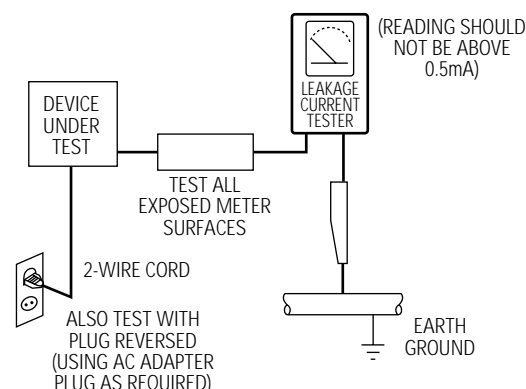 (READING SHOULD
NOT BE ABOVE
0.5mA)
LEAKAGE
CURRENT
TESTER
DEVICE
UNDER
TEST
TEST ALL
EXPOSED METER
SURFACES
2-WIRE CORD
ALSO TEST WITH
PLUG REVERSED
(USING AC ADAPTER
PLUG AS REQUIRED)
EARTH
GROUND